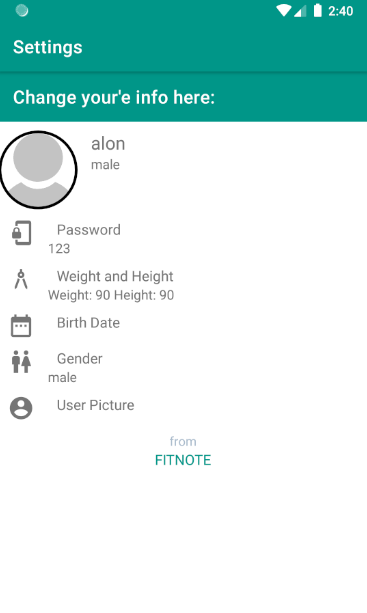 2:40
Settings
Change your'e info here:
alon
male
Password
123
Weight and Height
Weight: 90 Height: 90
Birth Date
Gender
male
User Picture
from
FITNOTE